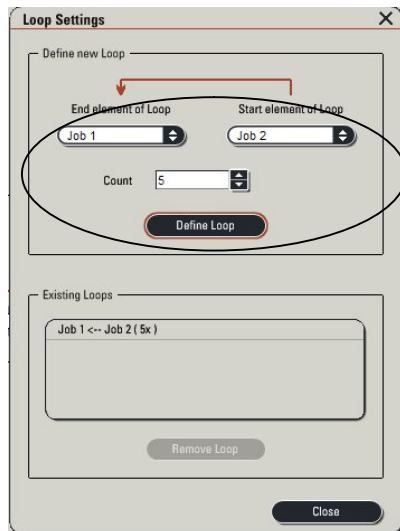 Loop Settings
Define new Loop
End element of Loop Start element of Loop
Job 1 Job 2
Count 5
Define Loop
Existing Loops
Job 1 <-- Job 2 ( 5x )
Remove Loop
Close